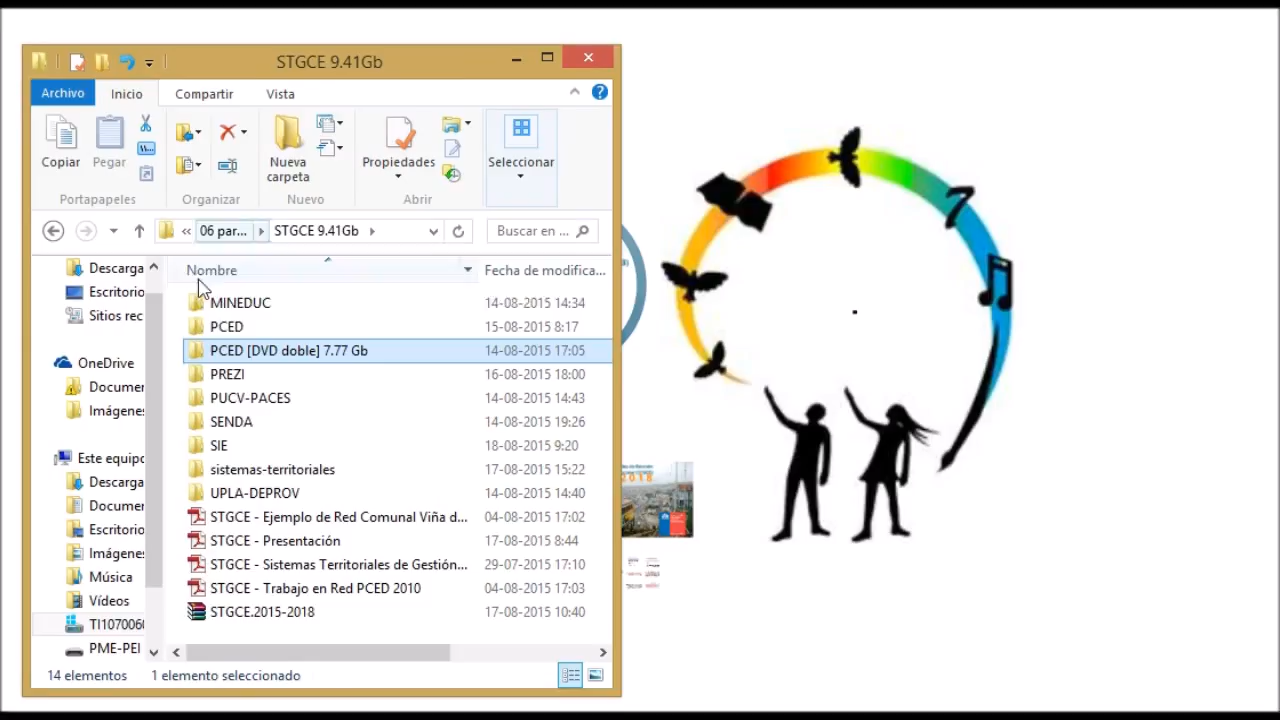 STGCE 9.41Gb
Archivo Inicio Compartir Vista
Copiar Pegar Nueva carpeta Propiedades Seleccionar
Portapapeles Organizar Nuevo Abrir
« 06 par... STGCE 9.41Gb Buscar en ...
Nombre Fecha de modifica...
Descarga
Escritorio
Sitios rec
OneDrive
Documen
Imágenes
Este equipo
Descarga
Documen
Escritorio
Imágenes
Música
Vídeos
TI1070060
PME-PEI
MINEDUC 14-08-2015 14:34
PCED 15-08-2015 8:17
PCED [DVD doble] 7.77 Gb 14-08-2015 17:05
PREZI 16-08-2015 18:00
PUCV-PACES 14-08-2015 14:43
SENDA 14-08-2015 19:26
SIE 18-08-2015 9:20
sistemas-territoriales 17-08-2015 15:22
UPLA-DEPROV 14-08-2015 14:40
STGCE - Ejemplo de Red Comunal Viña d... 04-08-2015 17:02
STGCE - Presentación 17-08-2015 8:44
STGCE - Sistemas Territoriales de Gestión... 29-07-2015 17:10
STGCE - Trabajo en Red PCED 2010 04-08-2015 17:03
STGCE.2015-2018 17-08-2015 10:40
14 elementos 1 elemento seleccionado
2018